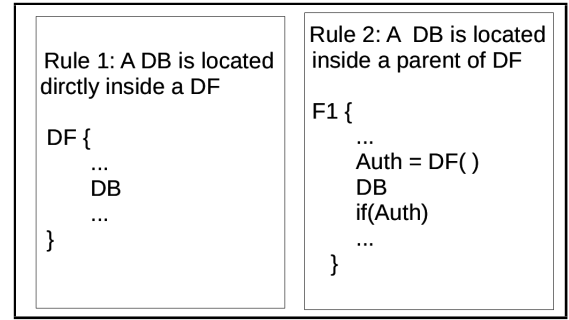 Rule 1: A DB is located
dirctly inside a DF
DF {
...
DB
...
}
Rule 2: A DB is located
inside a parent of DF
F1 {
...
Auth = DF( )
DB
if(Auth)
...
}